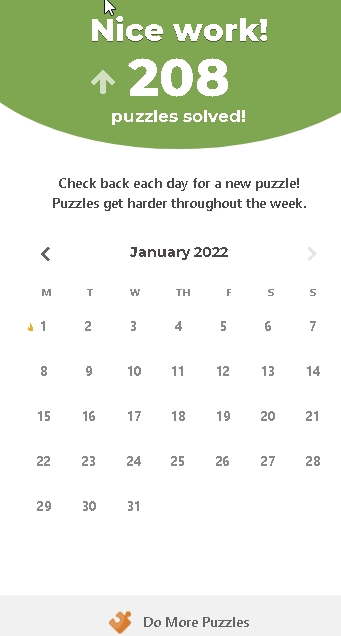 Nice work!
208
puzzles solved!
Check back each day for a new puzzle!
Puzzles get harder throughout the week.
January 2022
M T W TH F S S
1 2 3 4 5 6 7
8 9 10 11 12 13 14
15 16 17 18 19 20 21
22 23 24 25 26 27 28
29 30 31
Do More Puzzles